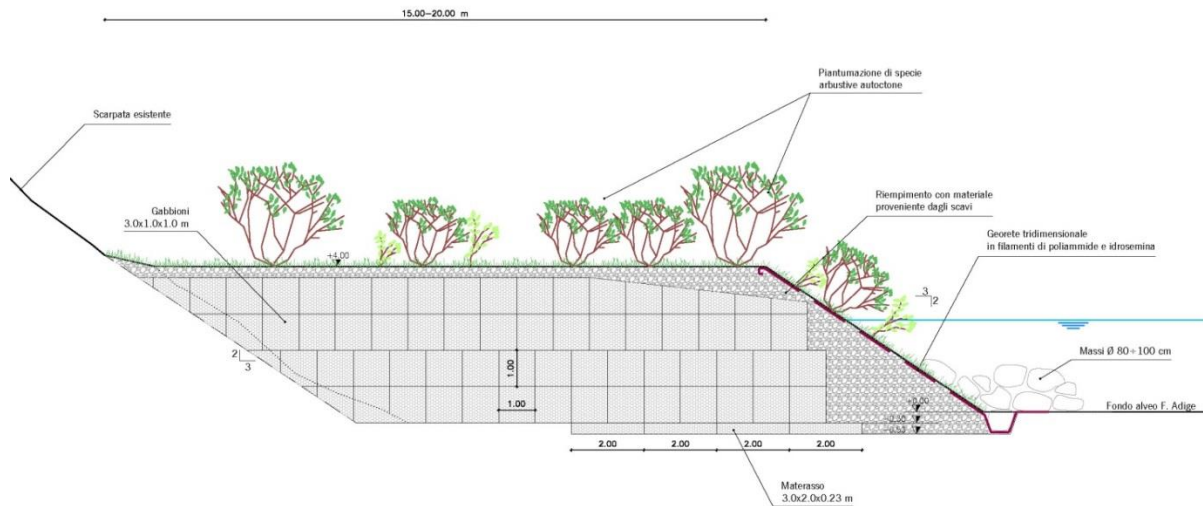 15.00-20.00 m
Piantumazione di specie
arbustive autoctone
Scarpata esistente
Riempimento con materiale
proveniente dagli scavi
Gabbioni
3.0x1.0x1.0 m
Georete tridimensionale
in filamenti di poliammide e idrosemina
+4.00
3
2
2
3
Massi Ø 80÷100 cm
1.00
1.00
+0.00
Fondo alveo F. Adige
-0.30
2.00
2.00
2.00
2.00
Materasso
3.0x2.0x0.23 m